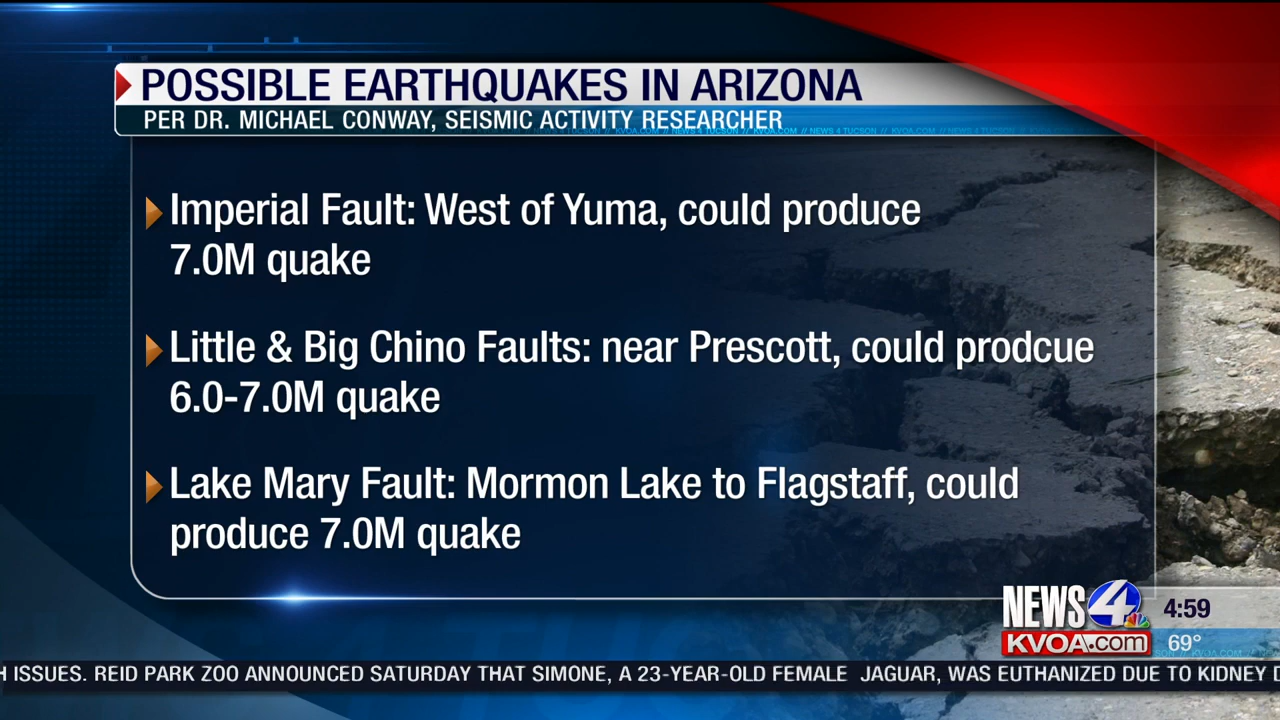 POSSIBLE EARTHQUAKES IN ARIZONA
PER DR. MICHAEL CONWAY, SEISMIC ACTIVITY RESEARCHER
Imperial Fault: West of Yuma, could produce
7.0M quake
Little & Big Chino Faults: near Prescott, could prodcue
6.0-7.0M quake
Lake Mary Fault: Mormon Lake to Flagstaff, could
produce 7.0M quake
NEWS 4
KVOA.com
4:59
69°
ISSUES. REID PARK ZOO ANNOUNCED SATURDAY THAT SIMONE, A 23-YEAR-OLD FEMALE JAGUAR, WAS EUTHANIZED DUE TO KIDNEY